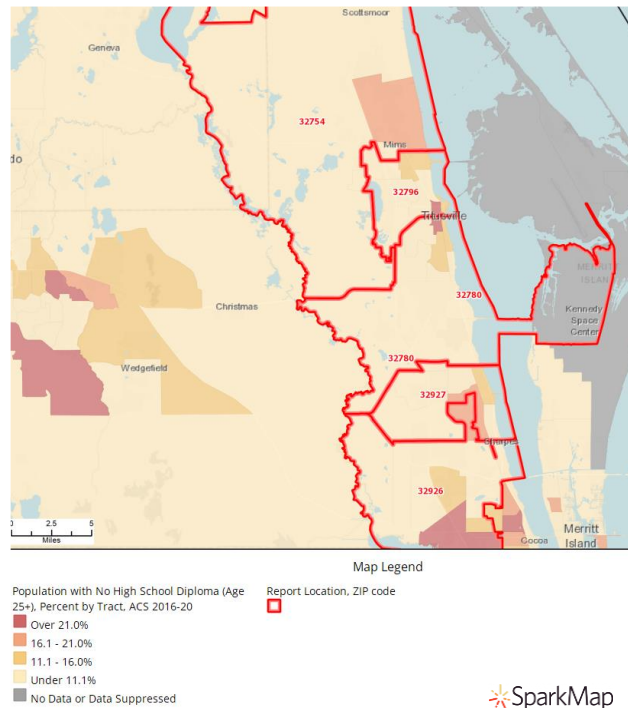 Scottsmoor
Geneva
32754
Mims
do
32796
Titusville
MERRITT
ISLAND
32780
Christmas
Kennedy
Space
Center
32780
Wedgefield
32927
Sharpes
32926
0 2.5 5
Miles
Cocoa
Merritt
Island
Map Legend
Population with No High School Diploma (Age
25+), Percent by Tract, ACS 2016-20
Over 21.0%
16.1 - 21.0%
11.1 - 16.0%
Under 11.1%
No Data or Data Suppressed
Report Location, ZIP code
SparkMap